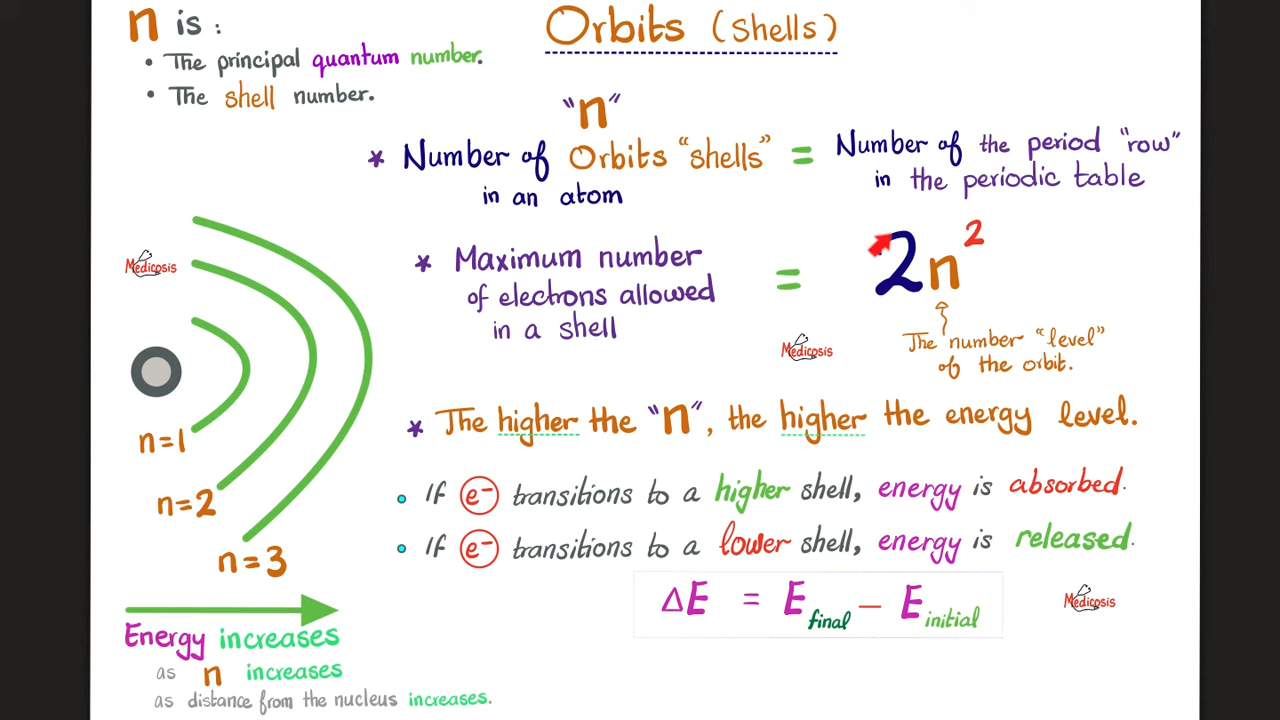 n is :
• The principal quantum number.
• The shell number.
Orbits (shells)
"n"
* Number of Orbits "shells" = Number of the period "row"
in an atom
in the periodic table
* Maximum number
of electrons allowed
in a shell
= 2n²
The number "level"
of the orbit.
Medicosis
Medicosis
n=1
n=2
n=3
* The higher the "n", the higher the energy level.
• If e⁻ transitions to a higher shell, energy is absorbed.
• If e⁻ transitions to a lower shell, energy is released.
ΔE = E final – E initial
Medicosis
Energy increases
as n increases
as distance from the nucleus increases.